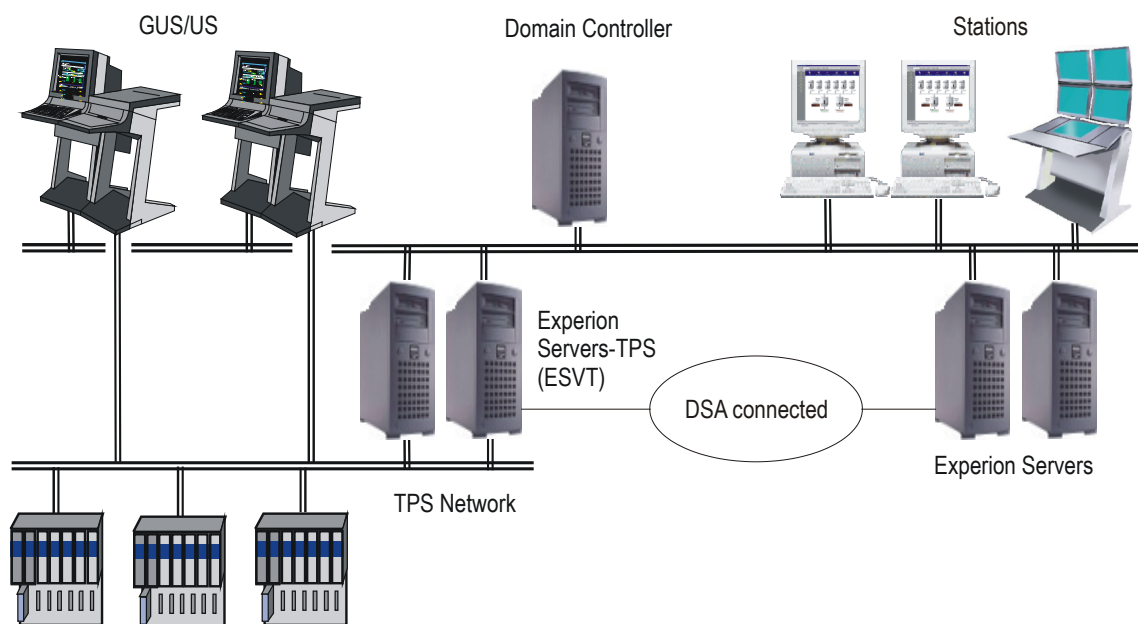 GUS/US
Domain Controller
Stations
Experion
Servers-TPS
(ESVT)
DSA connected
Experion Servers
TPS Network